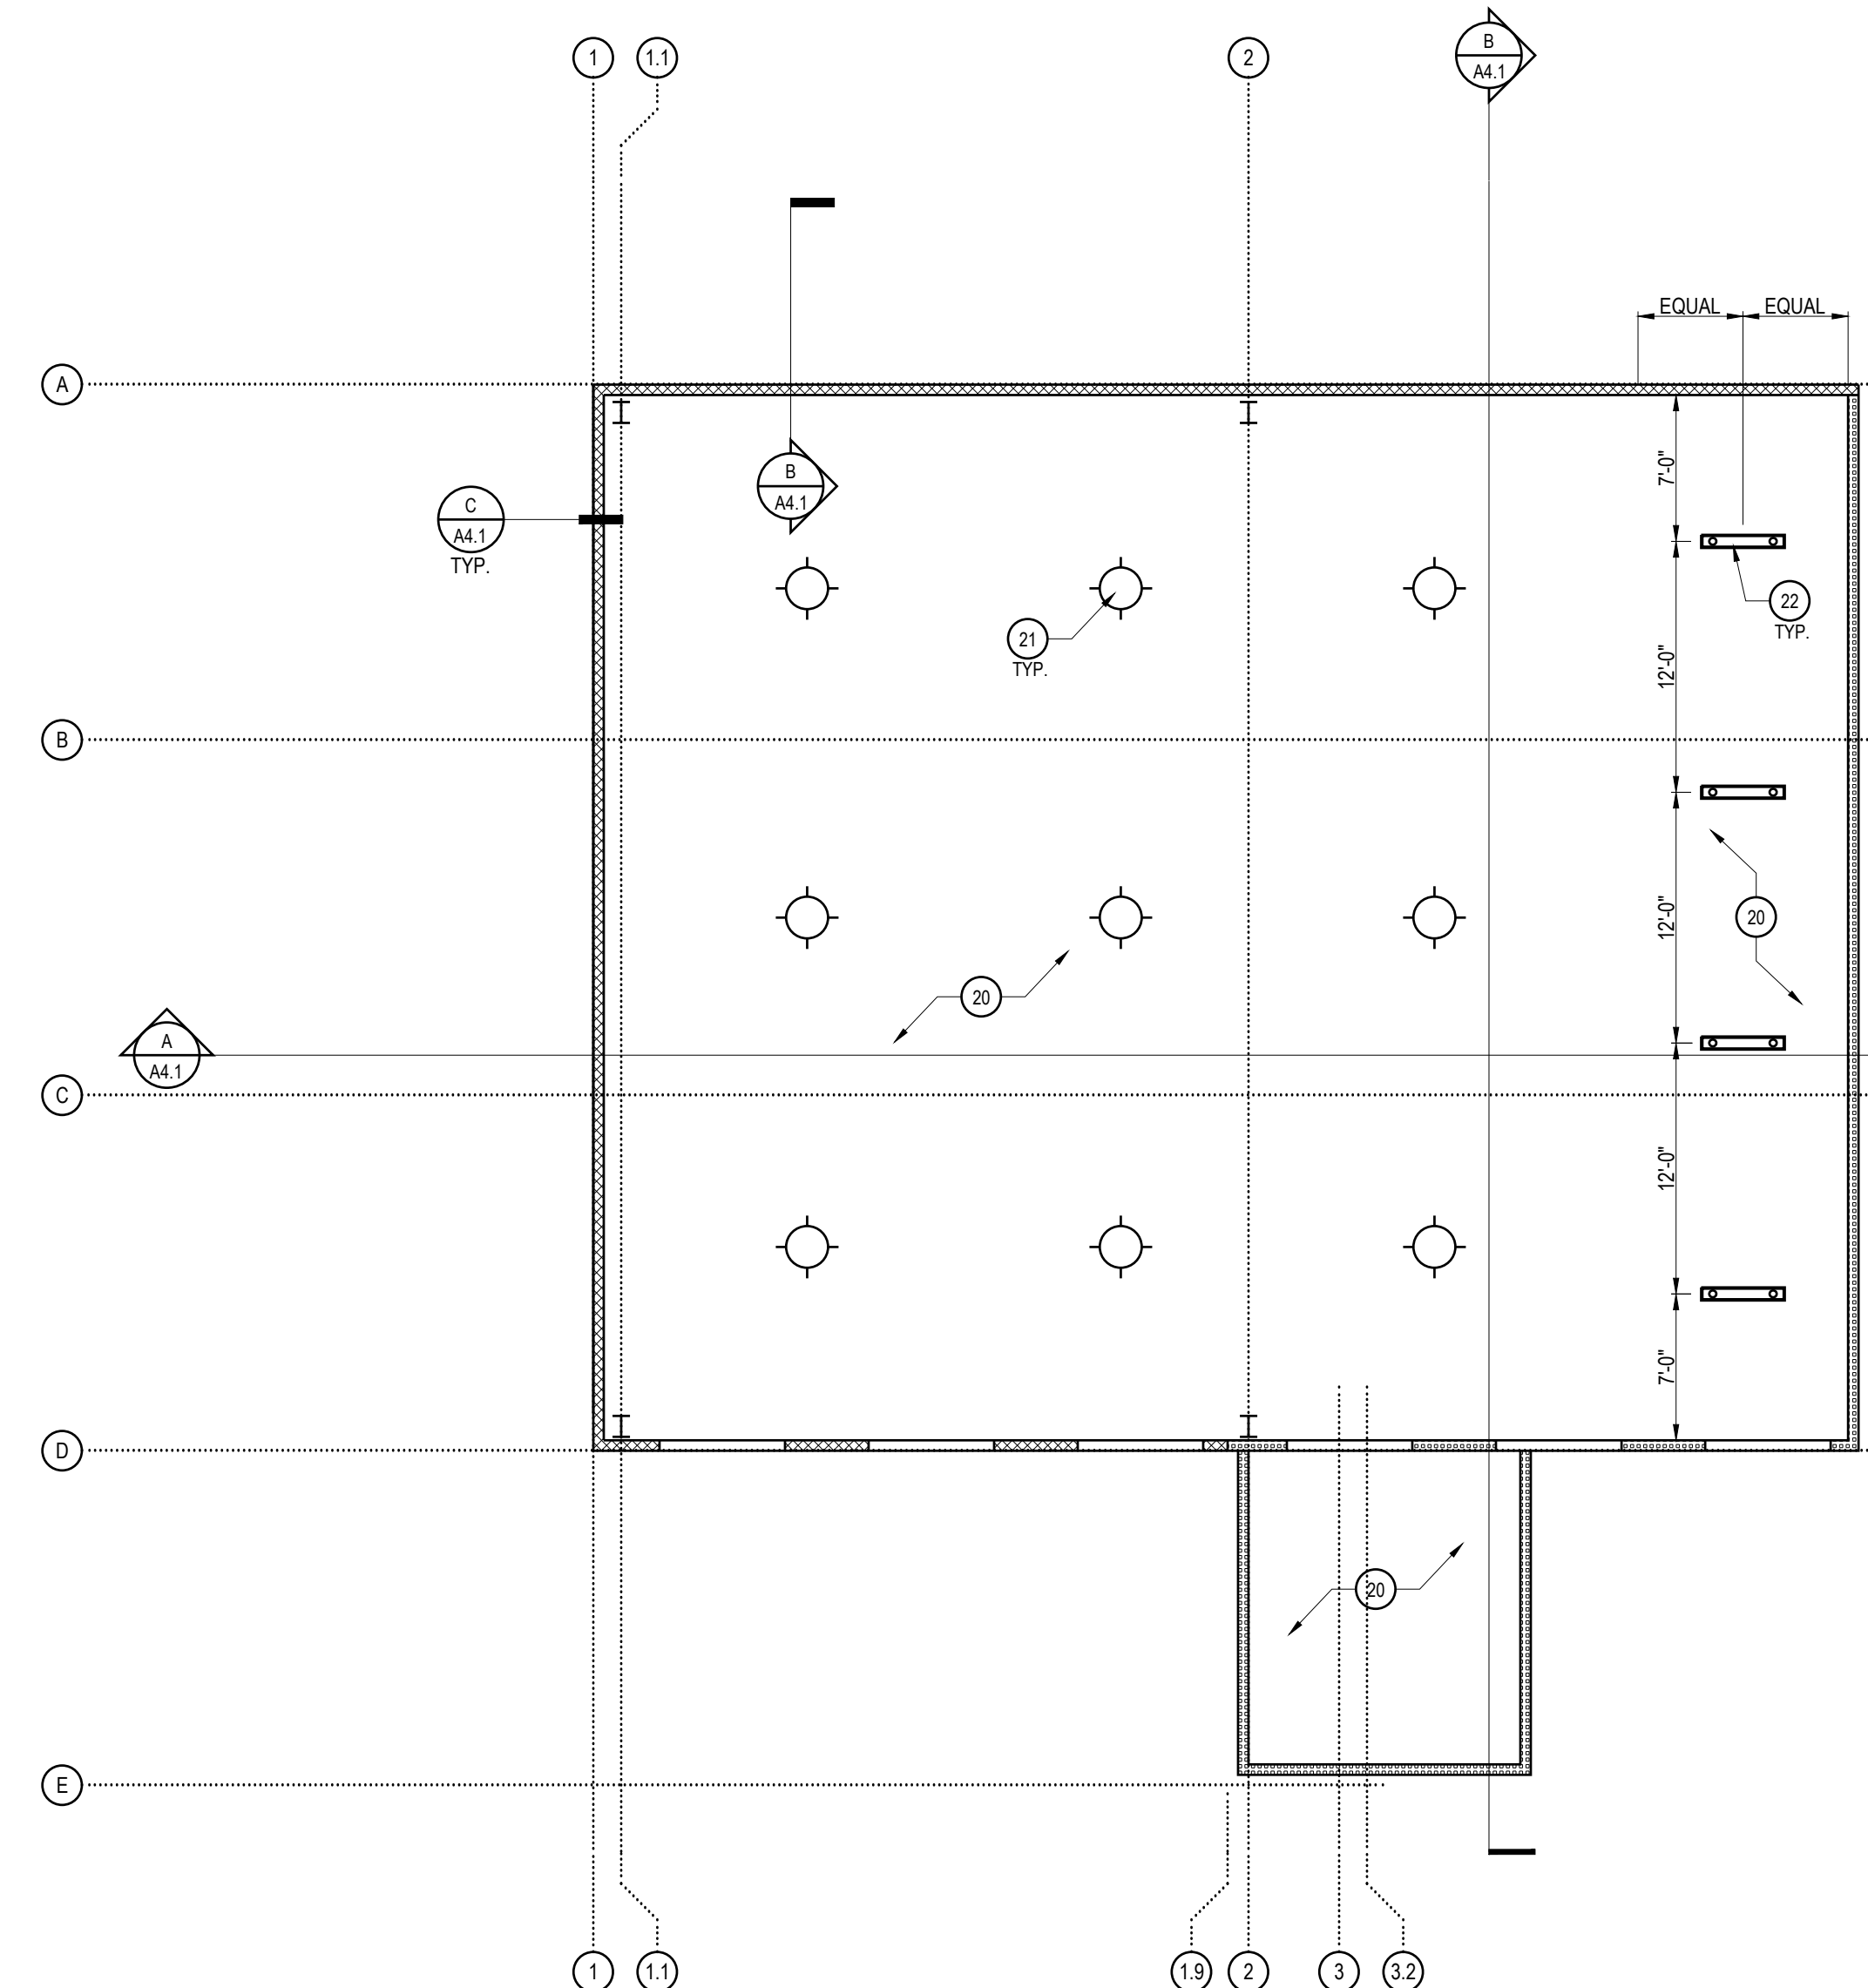 B
A4.1
1
1.1
2
EQUAL
EQUAL
A
7'-0"
B
A4.1
C
A4.1
TYP.
22
TYP.
21
TYP.
12'-0"
B
12'-0"
20
20
A
A4.1
C
12'-0"
7'-0"
D
20
E
1
1.1
1.9
2
3
3.2